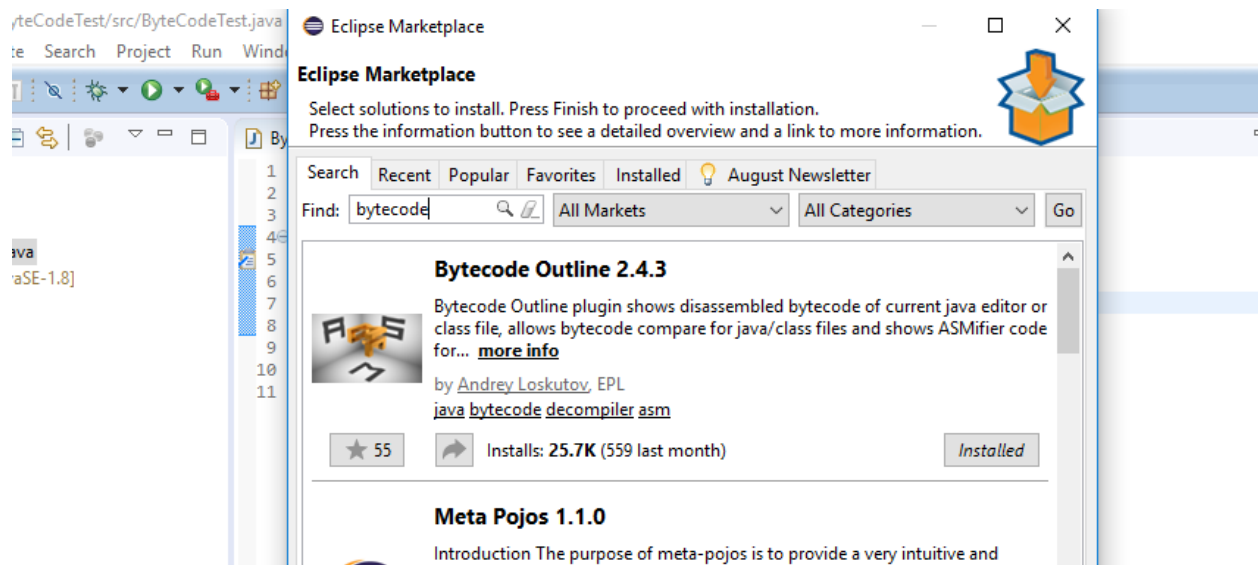 yteCodeTest/src/ByteCodeTest.java
Search Project Run
Eclipse Marketplace
Eclipse Marketplace
Select solutions to install. Press Finish to proceed with installation.
Press the information button to see a detailed overview and a link to more information.
Search Recent Popular Favorites Installed August Newsletter
Find: bytecode All Markets All Categories Go
By
1
2
3
4
5
6
7
8
9
10
11
ava
aSE-1.8]
Bytecode Outline 2.4.3
Bytecode Outline plugin shows disassembled bytecode of current java editor or
class file, allows bytecode compare for java/class files and shows ASMifier code
for... more info
by Andrey Loskutov, EPL
java bytecode decompiler asm
ASM
55 Installs: 25.7K (559 last month) Installed
Meta Pojos 1.1.0
Introduction The purpose of meta-pojos is to provide a very intuitive and